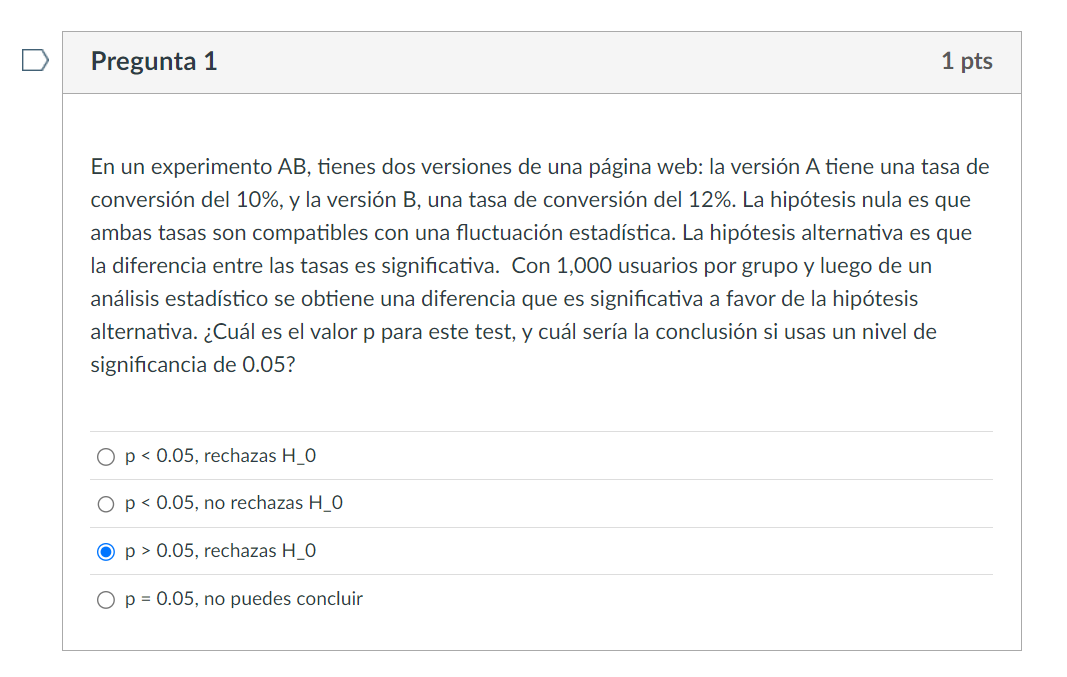 Pregunta 1
1 pts
En un experimento AB, tienes dos versiones de una página web: la versión A tiene una tasa de
conversión del 10%, y la versión B, una tasa de conversión del 12%. La hipótesis nula es que
ambas tasas son compatibles con una fluctuación estadística. La hipótesis alternativa es que
la diferencia entre las tasas es significativa.  Con 1,000 usuarios por grupo y luego de un
análisis estadístico se obtiene una diferencia que es significativa a favor de la hipótesis
alternativa. ¿Cuál es el valor p para este test, y cuál sería la conclusión si usas un nivel de
significancia de 0.05?
p < 0.05, rechazas H_0
p < 0.05, no rechazas H_0
p > 0.05, rechazas H_0
p = 0.05, no puedes concluir